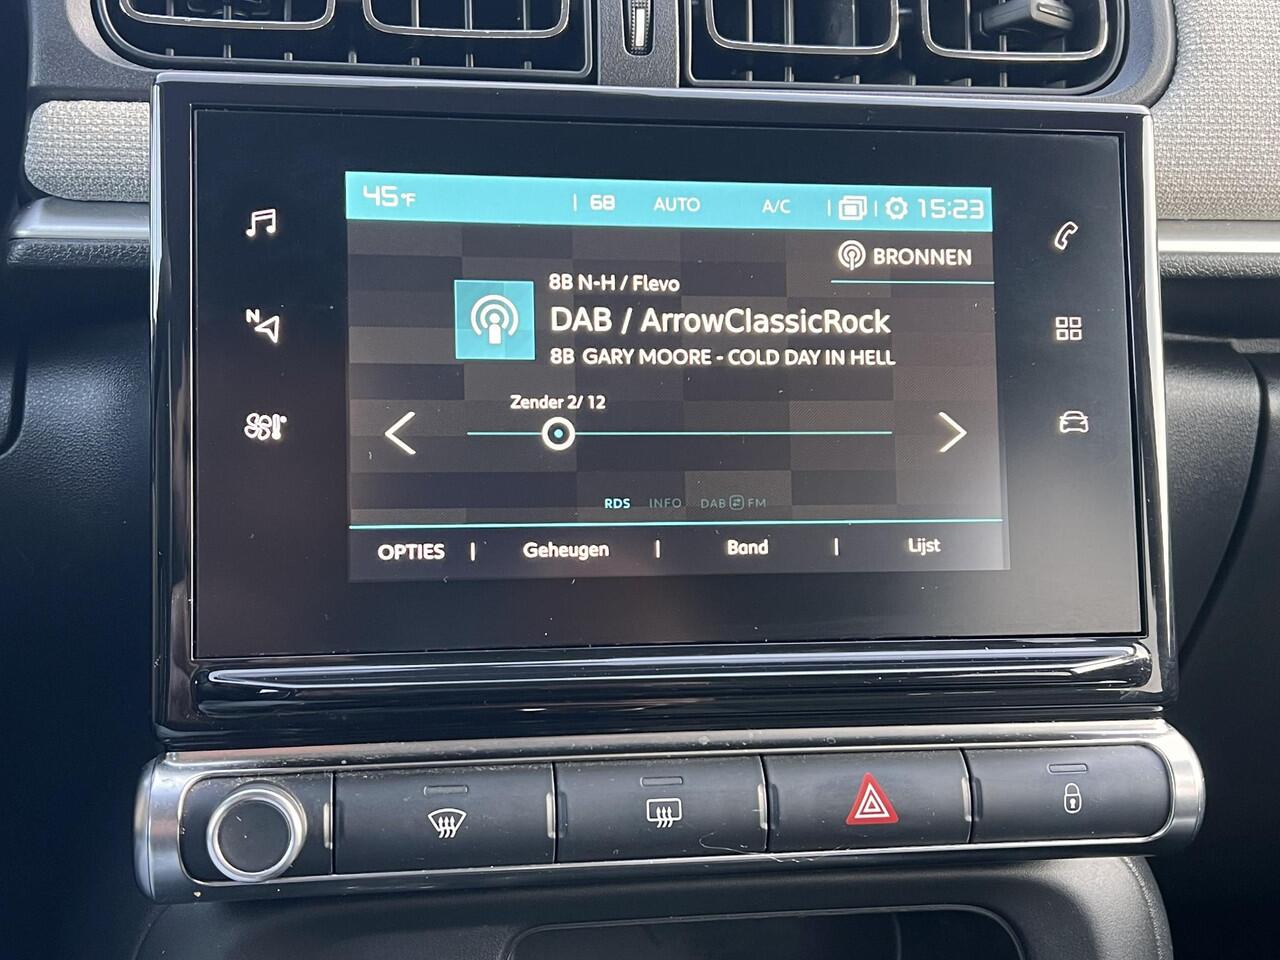 45°F | 68 AUTO A/C | | 15:23
BRONNEN
8B N-H / Flevo
DAB / ArrowClassicRock
8B GARY MOORE - COLD DAY IN HELL
Zender 2/ 12
N
RDS INFO DAB FM
OPTIES | Geheugen | Band | Lijst